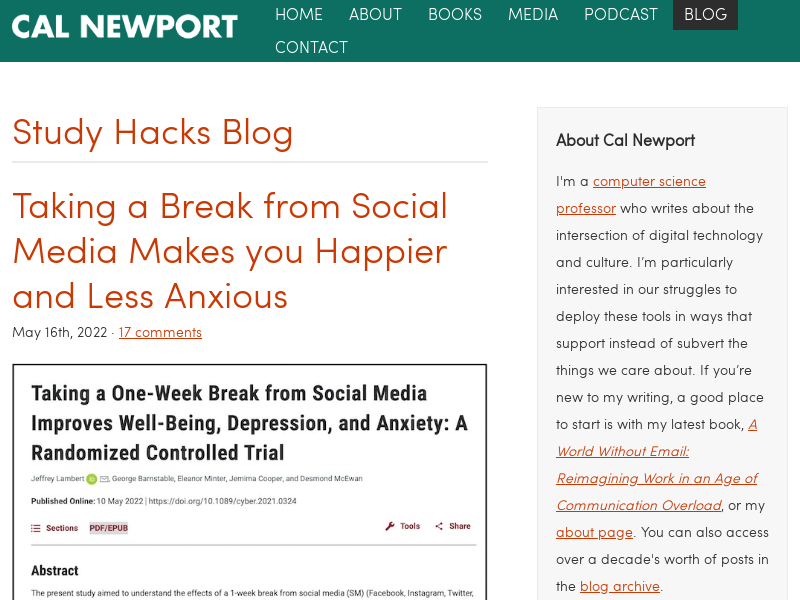 CAL NEWPORT
HOME ABOUT BOOKS MEDIA PODCAST BLOG
CONTACT
Study Hacks Blog
Taking a Break from Social
Media Makes you Happier
and Less Anxious
May 16th, 2022 · 17 comments
Taking a One-Week Break from Social Media
Improves Well-Being, Depression, and Anxiety: A
Randomized Controlled Trial
Jeffrey Lambert, George Barnstable, Eleanor Minter, Jemima Cooper, and Desmond McEwan
Published Online: 10 May 2022 | https://doi.org/10.1089/cyber.2021.0324
Sections PDF/EPUB Tools Share
Abstract
The present study aimed to understand the effects of a 1-week break from social media (SM) (Facebook, Instagram, Twitter,
About Cal Newport
I'm a computer science
professor who writes about the
intersection of digital technology
and culture. I’m particularly
interested in our struggles to
deploy these tools in ways that
support instead of subvert the
things we care about. If you’re
new to my writing, a good place
to start is with my latest book, A
World Without Email:
Reimagining Work in an Age of
Communication Overload, or my
about page. You can also access
over a decade's worth of posts in
the blog archive.